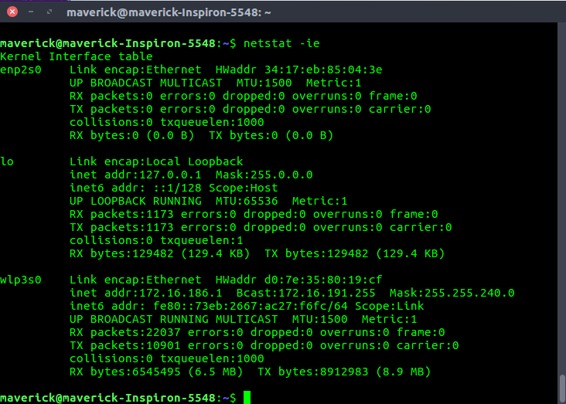 maverick@maverick-Inspiron-5548: ~
maverick@maverick-Inspiron-5548:~$ netstat -ie
Kernel Interface table
enp2s0    Link encap:Ethernet  HWaddr 34:17:eb:85:04:3e
          UP BROADCAST MULTICAST  MTU:1500  Metric:1
          RX packets:0 errors:0 dropped:0 overruns:0 frame:0
          TX packets:0 errors:0 dropped:0 overruns:0 carrier:0
          collisions:0 txqueuelen:1000
          RX bytes:0 (0.0 B)  TX bytes:0 (0.0 B)
lo        Link encap:Local Loopback
          inet addr:127.0.0.1  Mask:255.0.0.0
          inet6 addr: ::1/128 Scope:Host
          UP LOOPBACK RUNNING  MTU:65536  Metric:1
          RX packets:1173 errors:0 dropped:0 overruns:0 frame:0
          TX packets:1173 errors:0 dropped:0 overruns:0 carrier:0
          collisions:0 txqueuelen:1
          RX bytes:129482 (129.4 KB)  TX bytes:129482 (129.4 KB)
wlp3s0    Link encap:Ethernet  HWaddr d0:7e:35:80:19:cf
          inet addr:172.16.186.1  Bcast:172.16.191.255  Mask:255.255.240.0
          inet6 addr: fe80::73eb:2667:ac27:f6fc/64 Scope:Link
          UP BROADCAST RUNNING MULTICAST  MTU:1500  Metric:1
          RX packets:22037 errors:0 dropped:0 overruns:0 frame:0
          TX packets:10901 errors:0 dropped:0 overruns:0 carrier:0
          collisions:0 txqueuelen:1000
          RX bytes:6545495 (6.5 MB)  TX bytes:8912983 (8.9 MB)
maverick@maverick-Inspiron-5548:~$